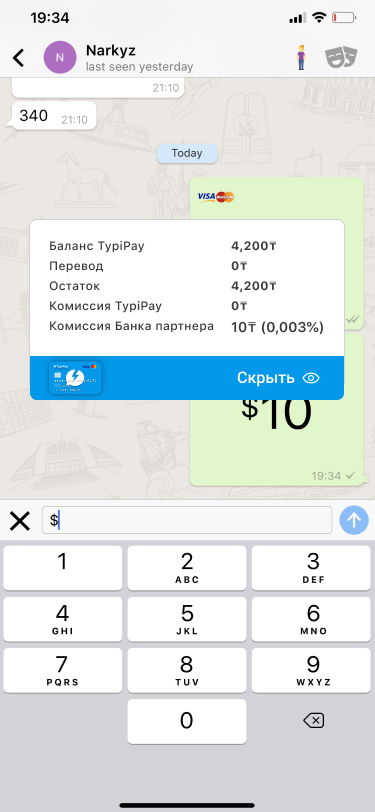 19:34
N
Narkyz
last seen yesterday
21:10
340 21:10
Today
VISA
Баланс TypiPay 4,200₸
Перевод 0₸
Остаток 4,200₸
Комиссия TypiPay 0₸
Комиссия Банка партнера 10₸ (0,003%)
TypiPay
Скрыть
$10
19:34
$
1
2
ABC
3
DEF
4
GHI
5
JKL
6
MNO
7
PQRS
8
TUV
9
WXYZ
0